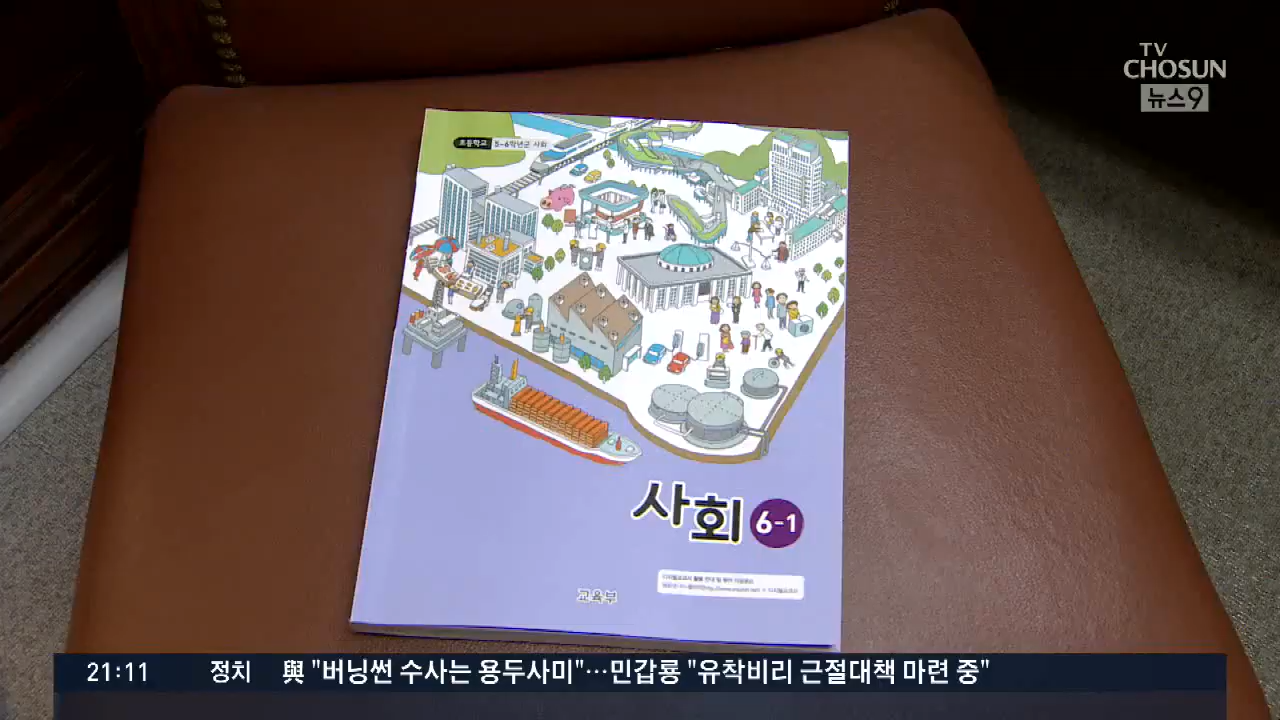 TV
CHOSUN
뉴스9
초등학교 5~6학년군 사회
사회 6-1
교육부
21:11 정치 與 "버닝썬 수사는 용두사미"…민갑룡 "유착비리 근절대책 마련 중"